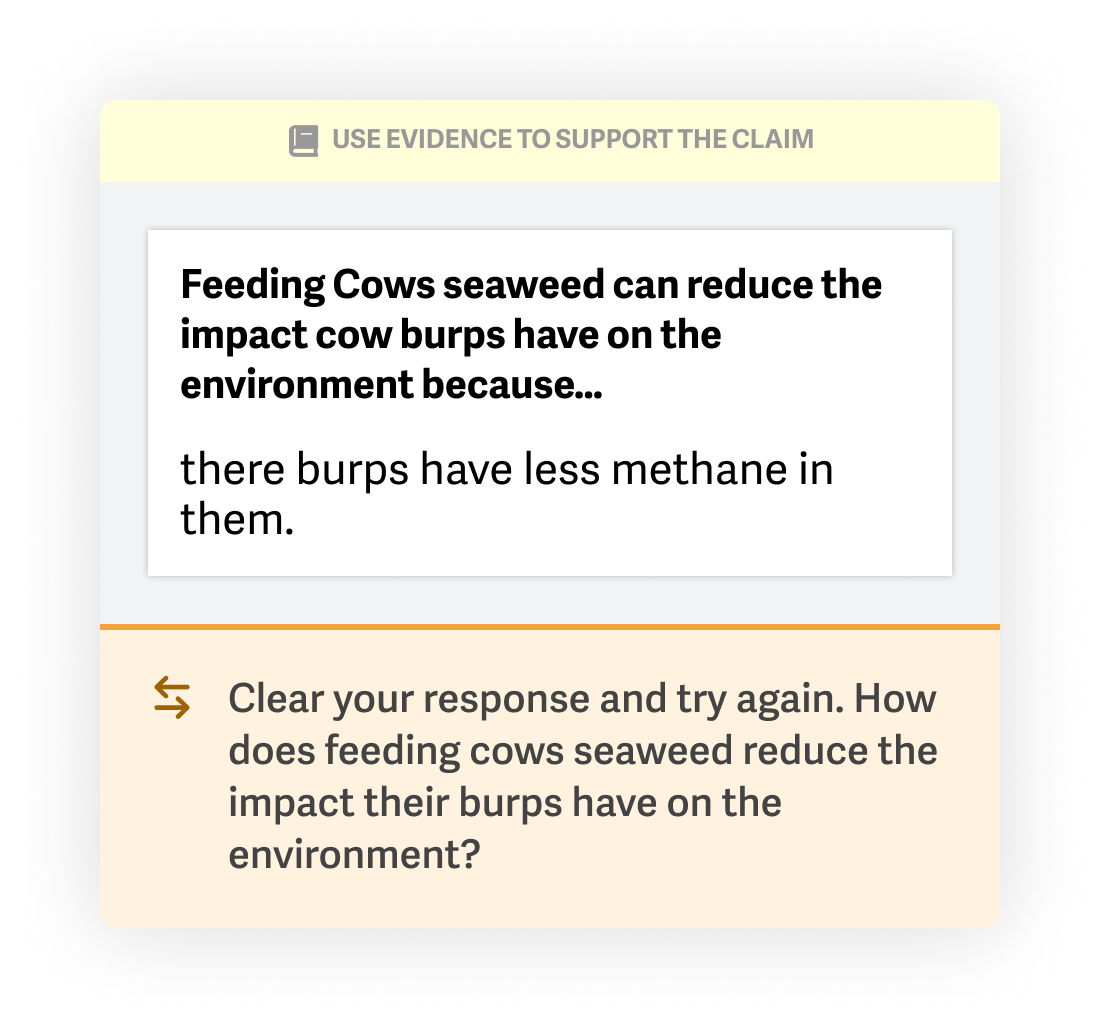 USE EVIDENCE TO SUPPORT THE CLAIM
Feeding Cows seaweed can reduce the
impact cow burps have on the
environment because...
there burps have less methane in
them.
Clear your response and try again. How
does feeding cows seaweed reduce the
impact their burps have on the
environment?